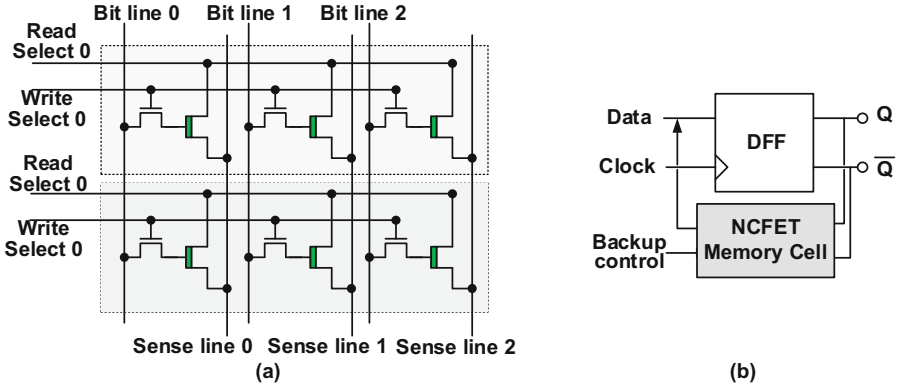 Bit line 0 Bit line 1 Bit line 2
Read
Select 0
Write
Select 0
Read
Select 0
Write
Select 0
Sense line 0 Sense line 1 Sense line 2
(a)
Data
Clock
DFF
Q
Q̅
NCFET
Memory Cell
Backup
control
(b)